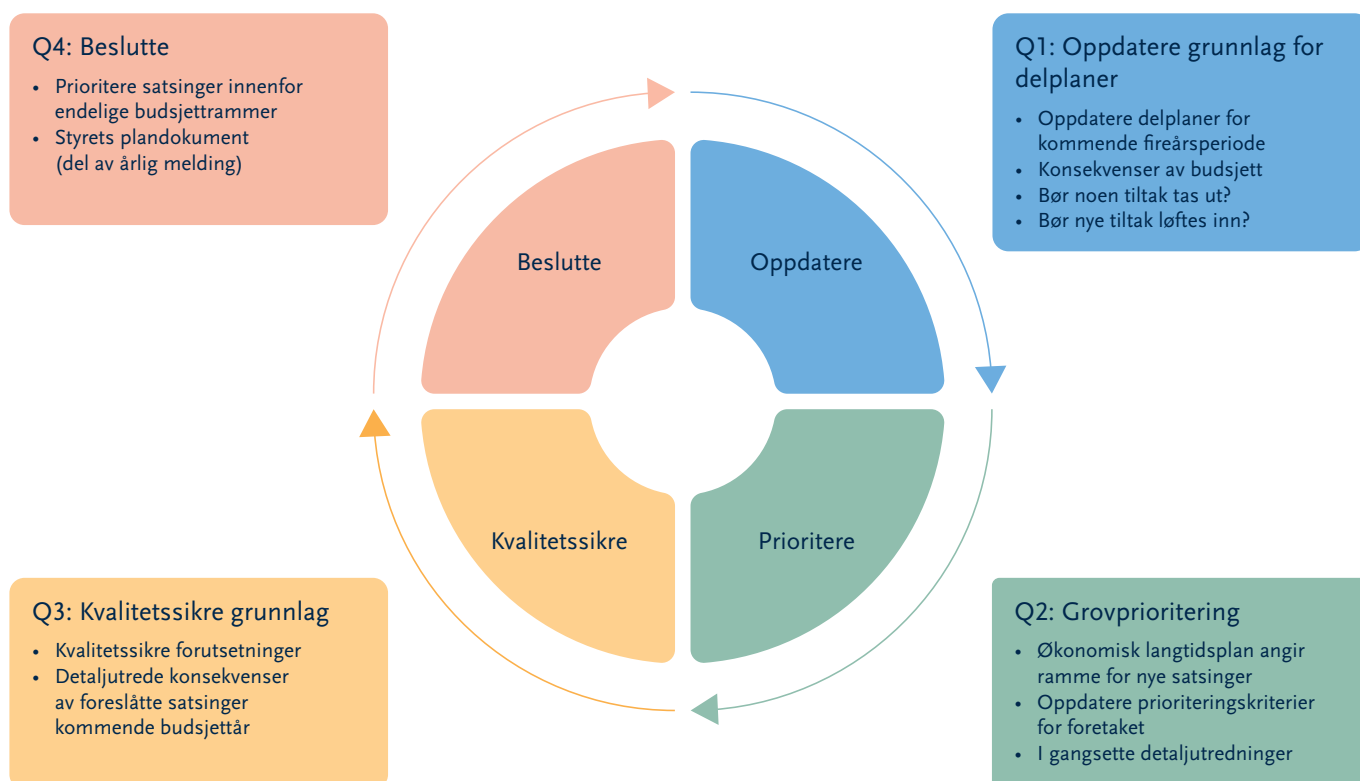 Q4: Beslutte
• Prioritere satsinger innenfor
endelige budsjettrammer
• Styrets plandokument
(del av årlig melding)
Q1: Oppdatere grunnlag for
delplaner
• Oppdatere delplaner for
kommende fireårsperiode
• Konsekvenser av budsjett
• Bør noen tiltak tas ut?
• Bør nye tiltak løftes inn?
Beslutte
Oppdatere
Kvalitetssikre
Prioritere
Q3: Kvalitetssikre grunnlag
• Kvalitetssikre forutsetninger
• Detaljutrede konsekvenser
av foreslåtte satsinger
kommende budsjettår
Q2: Grovprioritering
• Økonomisk langtidsplan angir
ramme for nye satsinger
• Oppdatere prioriteringskriterier
for foretaket
• I gangsette detaljutredninger